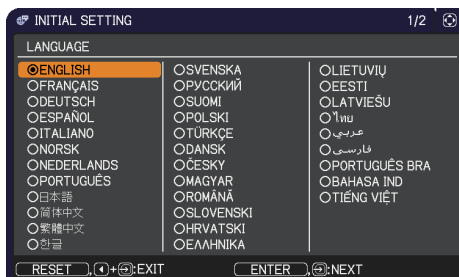 INITIAL SETTING 1/2
LANGUAGE
ENGLISH
FRANÇAIS
DEUTSCH
ESPAÑOL
ITALIANO
NORSK
NEDERLANDS
PORTUGUÊS
日本語
简体中文
繁體中文
한글
SVENSKA
РУССКИЙ
SUOMI
POLSKI
TÜRKÇE
DANSK
ČESKY
MAGYAR
ROMÂNĂ
SLOVENSKI
HRVATSKI
ΕΛΛΗΝΙΚΑ
LIETUVIŲ
EESTI
LATVIEŠU
ไทย
عربي
فارسی
PORTUGUÊS BRA
BAHASA IND
TIẾNG VIỆT
RESET ,+:EXIT ENTER ,:NEXT